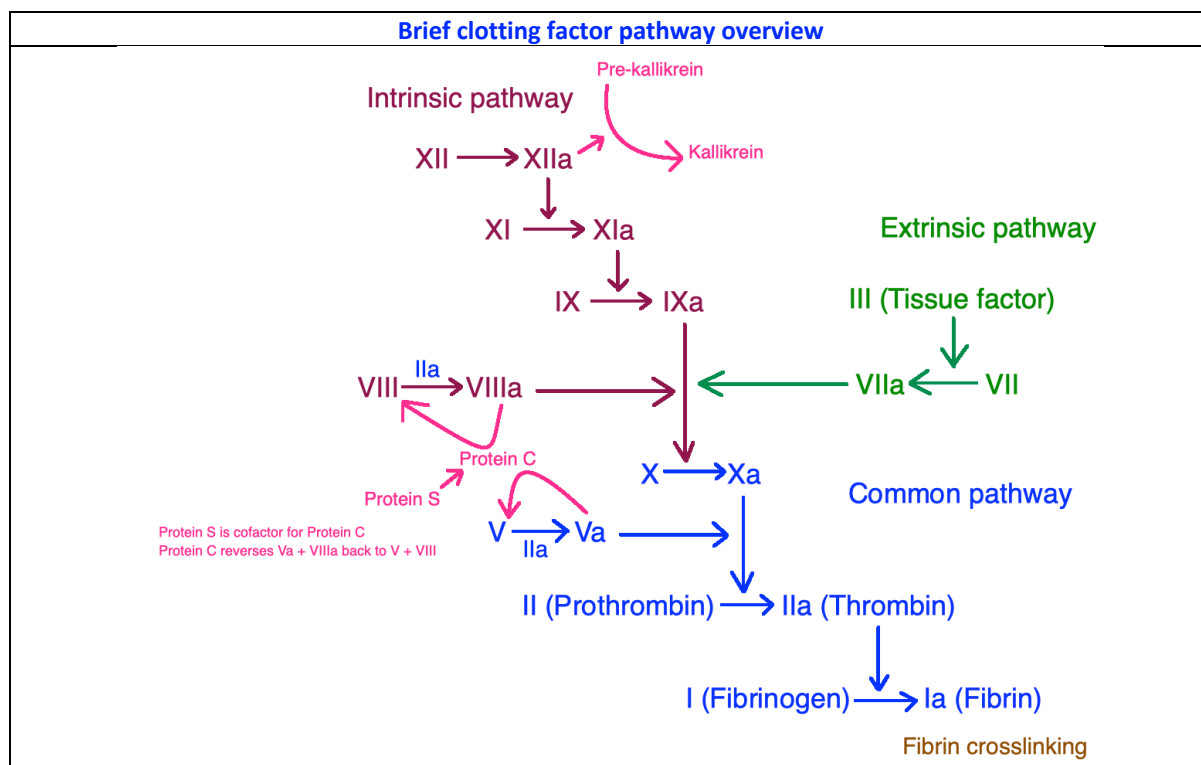 Brief clotting factor pathway overview
Pre-kallikrein
Intrinsic pathway
Kallikrein
XII XIIa
XI XIa
Extrinsic pathway
IX IXa
III (Tissue factor)
IIa
VIII VIIIa
VIIa VII
Protein C
X Xa
Common pathway
Protein S
Protein S is cofactor for Protein C
Protein C reverses Va + VIIIa back to V + VIII
V Va
IIa
II (Prothrombin) IIa (Thrombin)
I (Fibrinogen) Ia (Fibrin)
Fibrin crosslinking